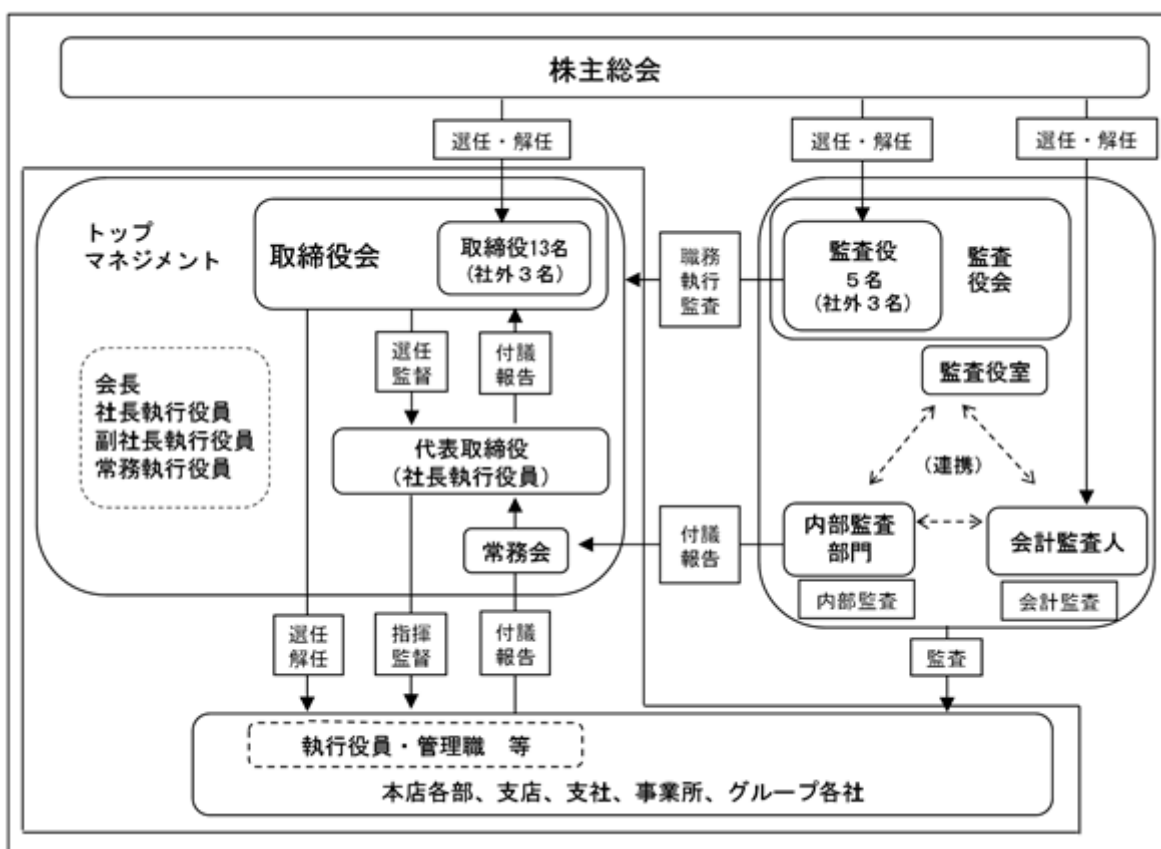 株主総会
選任・解任
選任・解任
選任・解任
トップ
マネジメント
取締役会
取締役13名
(社外３名)
職務
執行
監査
監査役
５名
(社外３名)
監査
役会
選任
監督
付議
報告
監査役室
会長
社長執行役員
副社長執行役員
常務執行役員
代表取締役
(社長執行役員)
(連携)
常務会
付議
報告
内部監査
部門
会計監査人
内部監査
会計監査
選任
解任
指揮
監督
付議
報告
監査
執行役員・管理職　等
本店各部、支店、支社、事業所、グループ各社